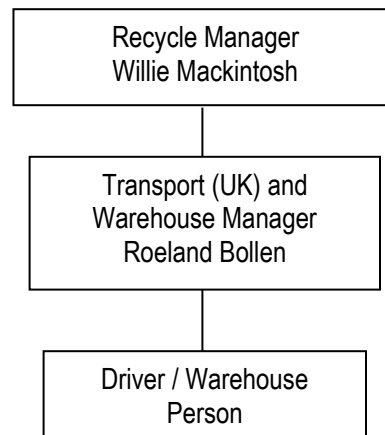 Recycle Manager
Willie Mackintosh
Transport (UK) and
Warehouse Manager
Roeland Bollen
Driver / Warehouse
Person